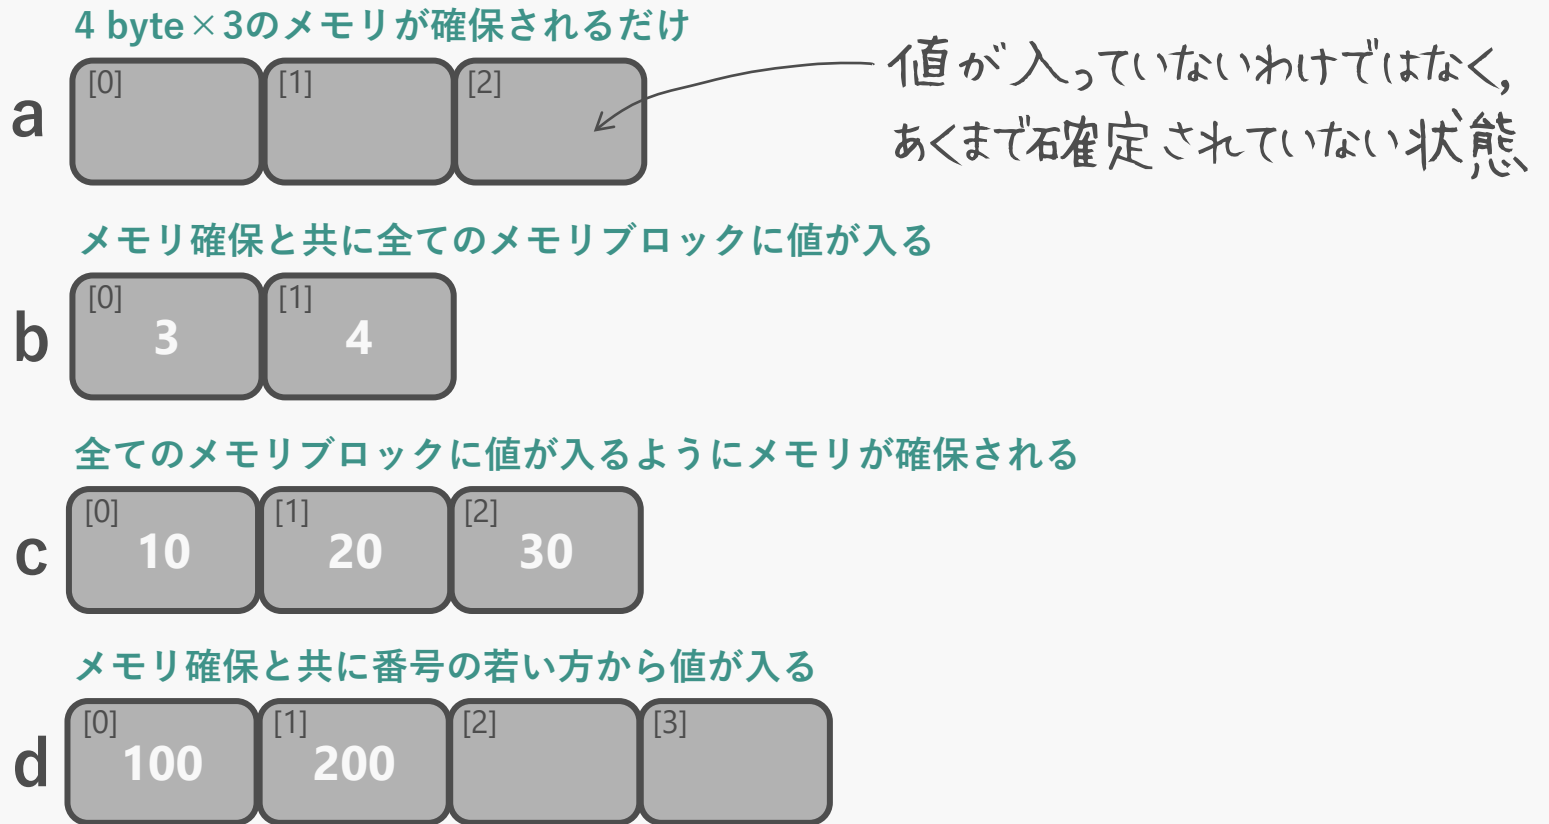 4 byte×3のメモリが確保されるだけ
a [0] [1] [2]
値が入っていないわけではなく,
あくまで確定されていない状態
メモリ確保と共に全てのメモリブロックに値が入る
b [0] 3 [1] 4
全てのメモリブロックに値が入るようにメモリが確保される
c [0] 10 [1] 20 [2] 30
メモリ確保と共に番号の若い方から値が入る
d [0] 100 [1] 200 [2] [3]